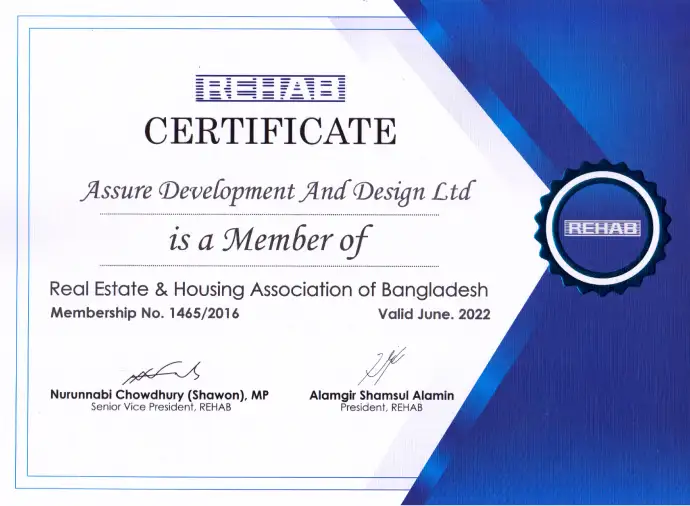 REHAB
CERTIFICATE
Assure Development And Design Ltd
is a Member of
Real Estate & Housing Association of Bangladesh
Membership No. 1465/2016 Valid June. 2022
Nurunnabi Chowdhury (Shawon), MP Alamgir Shamsul Alamin
Senior Vice President, REHAB President, REHAB
REHAB